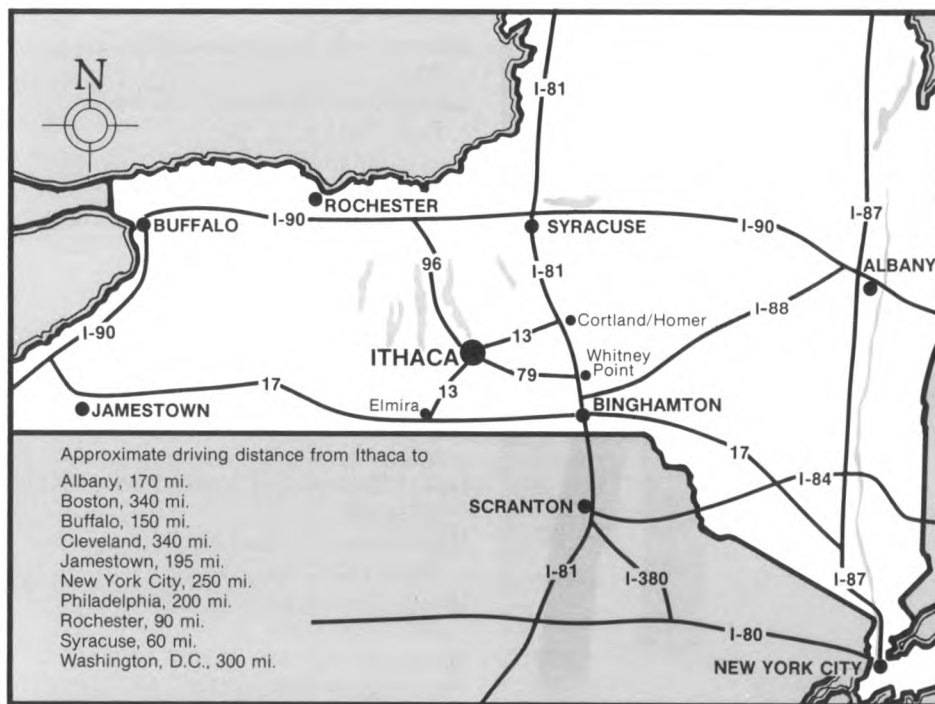 N
I-81
ROCHESTER
BUFFALO
I-90
SYRACUSE
I-90
I-87
ALBANY
96
I-81
I-88
I-90
Cortland/Homer
13
ITHACA
Whitney
Point
79
13
17
Elmira
JAMESTOWN
BINGHAMTON
17
I-84
SCRANTON
I-81
I-380
I-87
I-80
NEW YORK CITY
Approximate driving distance from Ithaca to
Albany, 170 mi.
Boston, 340 mi.
Buffalo, 150 mi.
Cleveland, 340 mi.
Jamestown, 195 mi.
New York City, 250 mi.
Philadelphia, 200 mi.
Rochester, 90 mi.
Syracuse, 60 mi.
Washington, D.C., 300 mi.